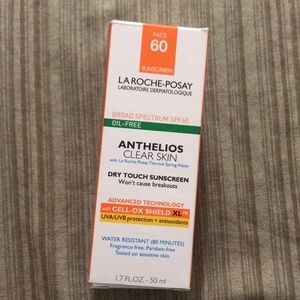 FACE
60
SUNSCREEN
LA ROCHE-POSAY
LABORATOIRE DERMATOLOGIQUE
BROAD SPECTRUM SPF60
OIL-FREE
ANTHELIOS
CLEAR SKIN
with La Roche-Posay Thermal Spring Water
DRY TOUCH SUNSCREEN
Won't cause breakouts
ADVANCED TECHNOLOGY
with CELL-OX SHIELD XL™
UVA/UVB protection + antioxidants
WATER RESISTANT (80 MINUTES)
Fragrance-free, Paraben-free
Tested on sensitive skin
1.7 FL.OZ - 50 ml